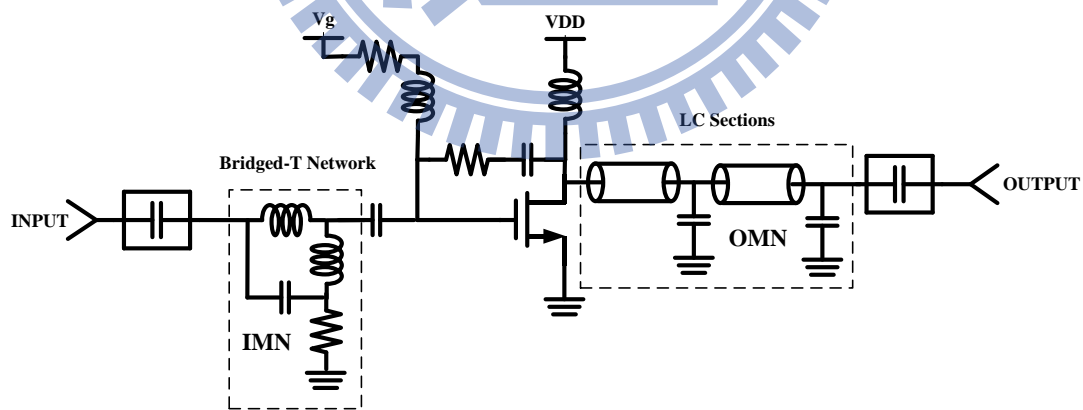 Vg
VDD
LC Sections
Bridged-T Network
INPUT
OUTPUT
OMN
IMN